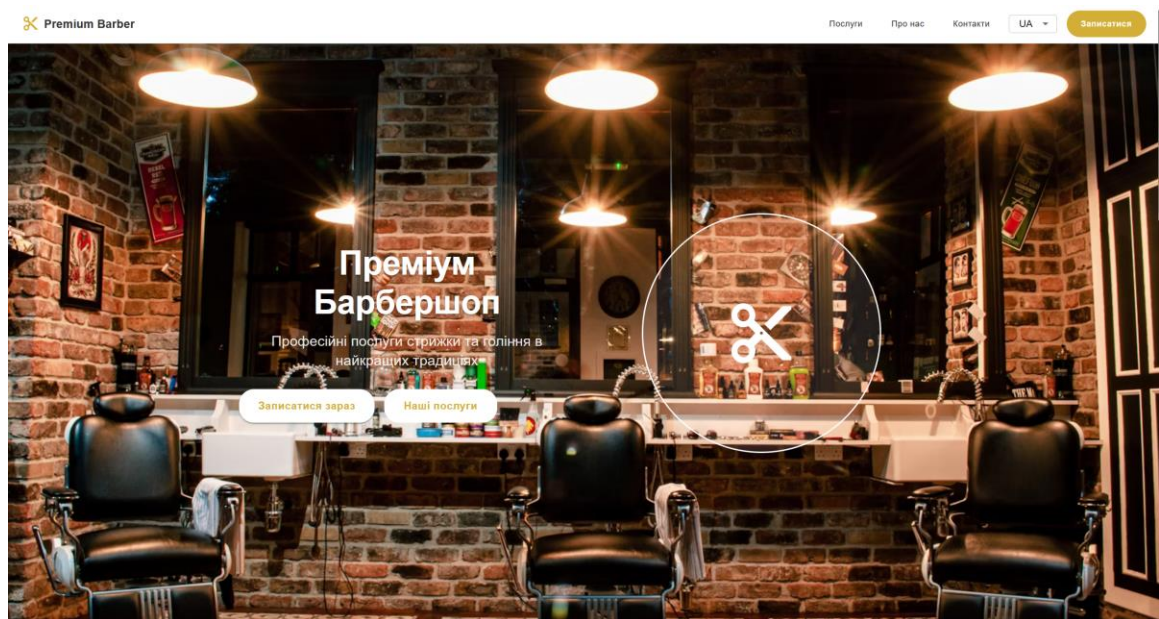 Premium Barber
Послуги
Про нас
Контакти
UA
Записатися
Преміум
Барбершоп
Професійні послуги стрижки та гоління в
найкращих традиціях
Записатися зараз
Наші послуги